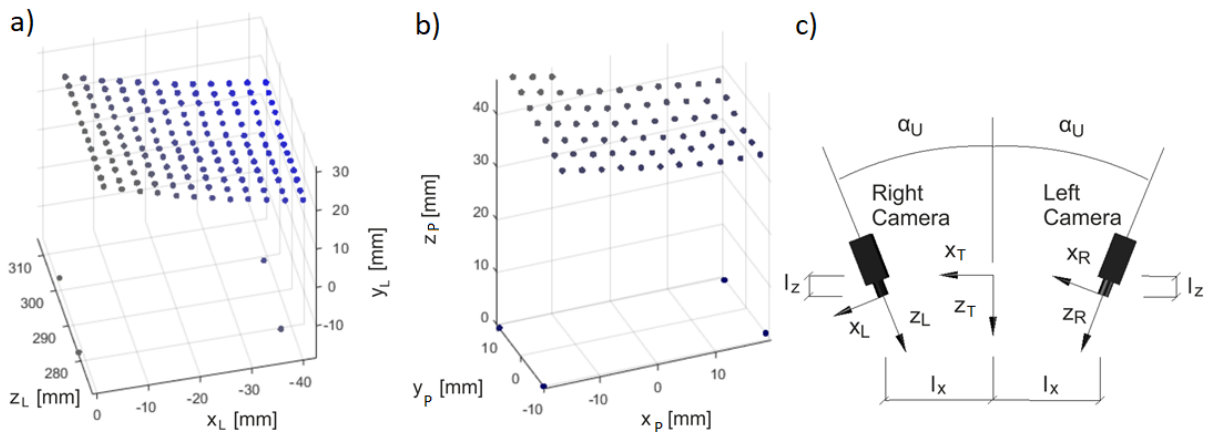 a)
30
20
10
0
-10
y_L [mm]
310
300
290
280
z_L [mm]
0
-10
-20
-30
-40
x_L [mm]
b)
40
30
20
10
0
z_P [mm]
10
0
-10
y_P [mm]
-10
0
10
x_P [mm]
c)
α_U
α_U
Right
Camera
Left
Camera
x_T
x_R
l_z
l_z
z_T
z_R
x_L
z_L
l_x
l_x